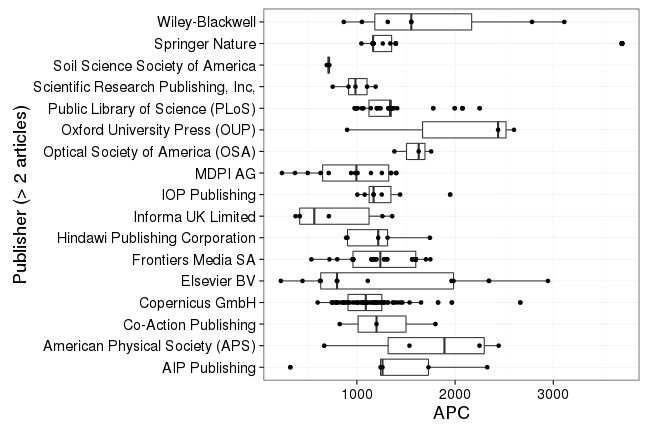 Publisher (> 2 articles)
Wiley-Blackwell
Springer Nature
Soil Science Society of America
Scientific Research Publishing, Inc,
Public Library of Science (PLoS)
Oxford University Press (OUP)
Optical Society of America (OSA)
MDPI AG
IOP Publishing
Informa UK Limited
Hindawi Publishing Corporation
Frontiers Media SA
Elsevier BV
Copernicus GmbH
Co-Action Publishing
American Physical Society (APS)
AIP Publishing
1000 2000 3000
APC